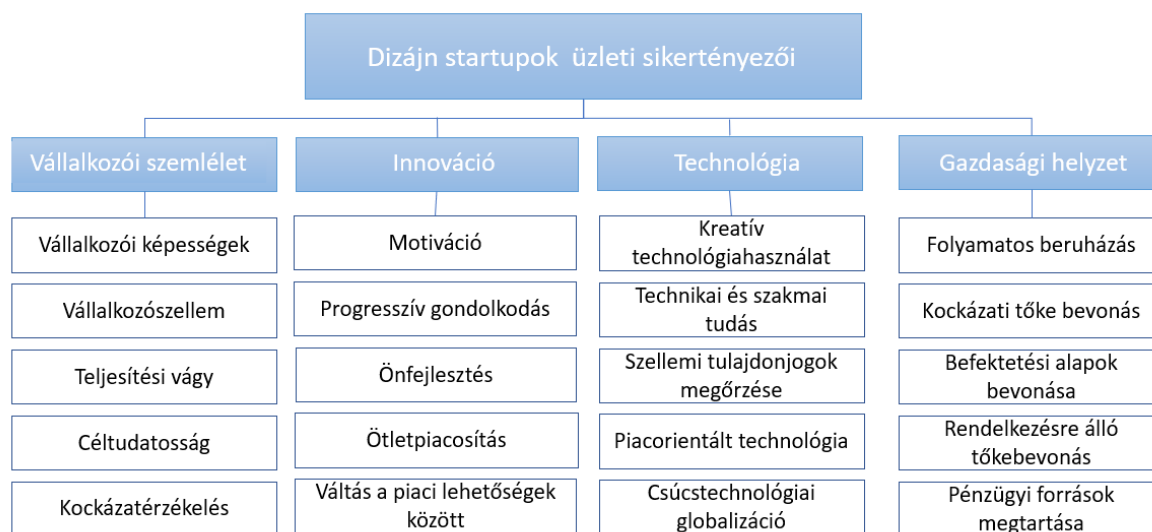 Dizájn startupok üzleti sikertényezői
Vállalkozói szemlélet
Vállalkozói képességek
Vállalkozószellem
Teljesítési vágy
Céltudatosság
Kockázatérzékelés
Innováció
Motiváció
Progresszív gondolkodás
Önfejlesztés
Ötletpiacosítás
Váltás a piaci lehetőségek
között
Technológia
Kreatív
technológiahasználat
Technikai és szakmai
tudás
Szellemi tulajdonjogok
megőrzése
Piacorientált technológia
Csúcstechnológiai
globalizáció
Gazdasági helyzet
Folyamatos beruházás
Kockázati tőke bevonás
Befektetési alapok
bevonása
Rendelkezésre álló
tőkebevonás
Pénzügyi források
megtartása